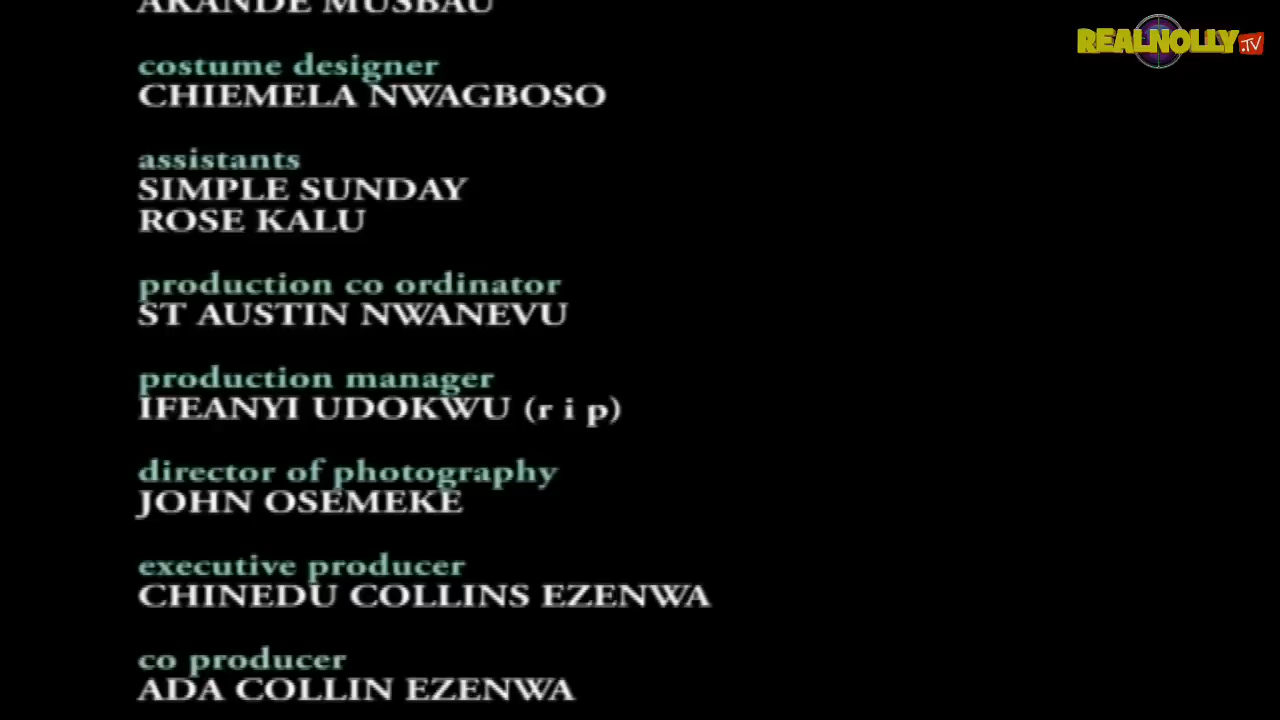 AKANDE MUSBAU
REALNOLLY.TV
costume designer
CHIEMELA NWAGBOSO
assistants
SIMPLE SUNDAY
ROSE KALU
production co ordinator
ST AUSTIN NWANEVU
production manager
IFEANYI UDOKWU (r i p)
director of photography
JOHN OSEMEKE
executive producer
CHINEDU COLLINS EZENWA
co producer
ADA COLLIN EZENWA